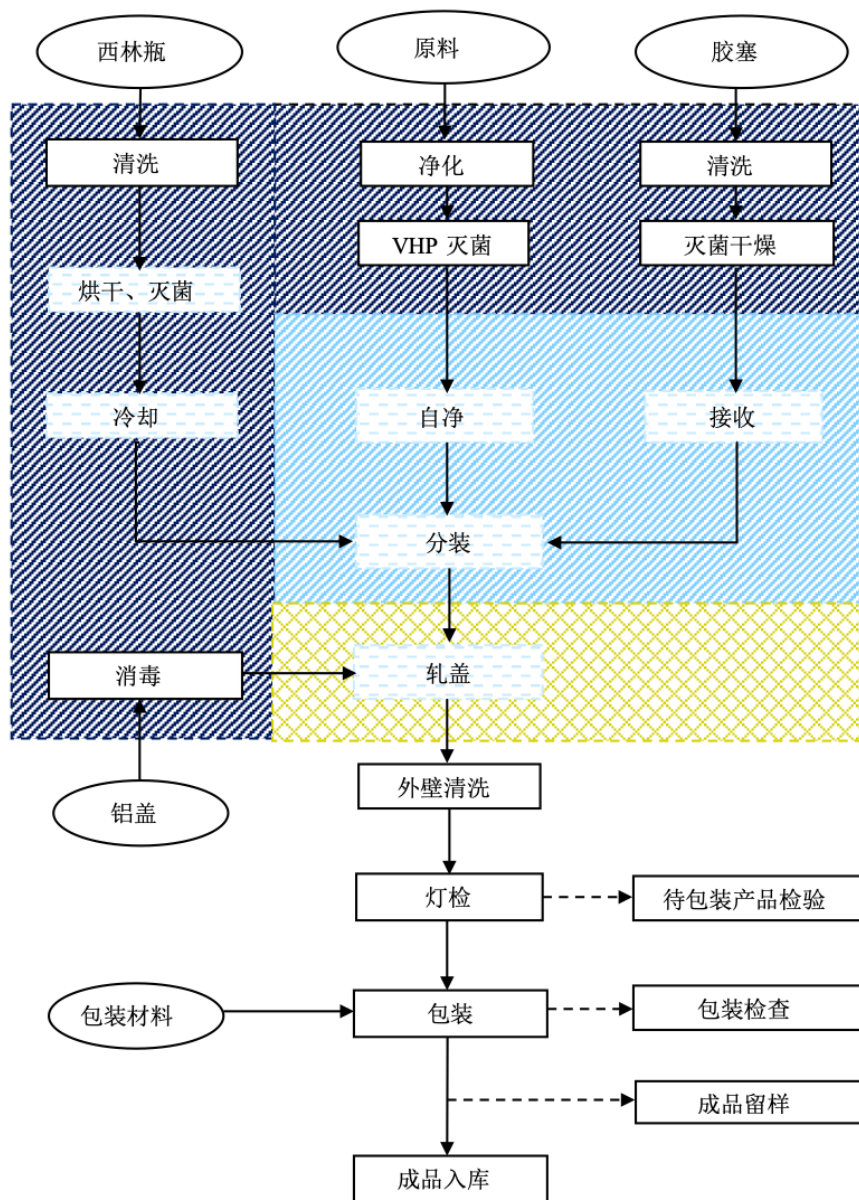 西林瓶
原料
胶塞
清洗
净化
清洗
VHP 灭菌
灭菌干燥
烘干、灭菌
冷却
自净
接收
分装
消毒
轧盖
外壁清洗
铝盖
灯检
待包装产品检验
包装材料
包装
包装检查
成品留样
成品入库